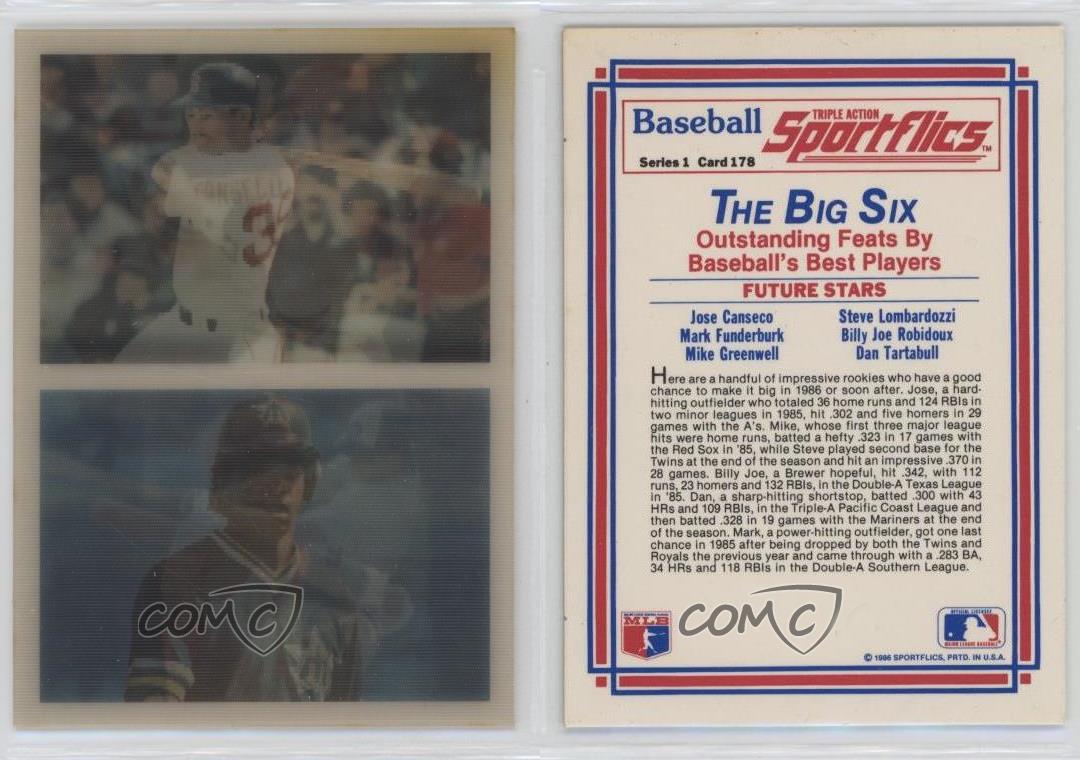 Baseball
TRIPLE ACTION
Sportflics TM
Series 1 Card 178
THE BIG SIX
Outstanding Feats By
Baseball's Best Players
FUTURE STARS
Jose Canseco
Mark Funderburk
Mike Greenwell
Steve Lombardozzi
Billy Joe Robidoux
Dan Tartabull
Here are a handful of impressive rookies who have a good
chance to make it big in 1986 or soon after. Jose, a hard-
hitting outfielder who totaled 36 home runs and 124 RBIs in
two minor leagues in 1985, hit .302 and five homers in 29
games with the A's. Mike, whose first three major league
hits were home runs, batted a hefty .323 in 17 games with
the Red Sox in '85, while Steve played second base for the
Twins at the end of the season and hit an impressive .370 in
28 games. Billy Joe, a Brewer hopeful, hit .342, with 112
runs, 23 homers and 132 RBIs, in the Double-A Texas League
in '85. Dan, a sharp-hitting shortstop, batted .300 with 43
HRs and 109 RBIs, in the Triple-A Pacific Coast League and
then batted .328 in 19 games with the Mariners at the end
of the season. Mark, a power-hitting outfielder, got one last
chance in 1985 after being dropped by both the Twins and
Royals the previous year and came through with a .283 BA,
34 HRs and 118 RBIs in the Double-A Southern League.
COMC
COMC
MLB
OFFICIAL LICENSEE
MAJOR LEAGUE BASEBALL
© 1986 SPORTFLICS, PRTD. IN U.S.A.